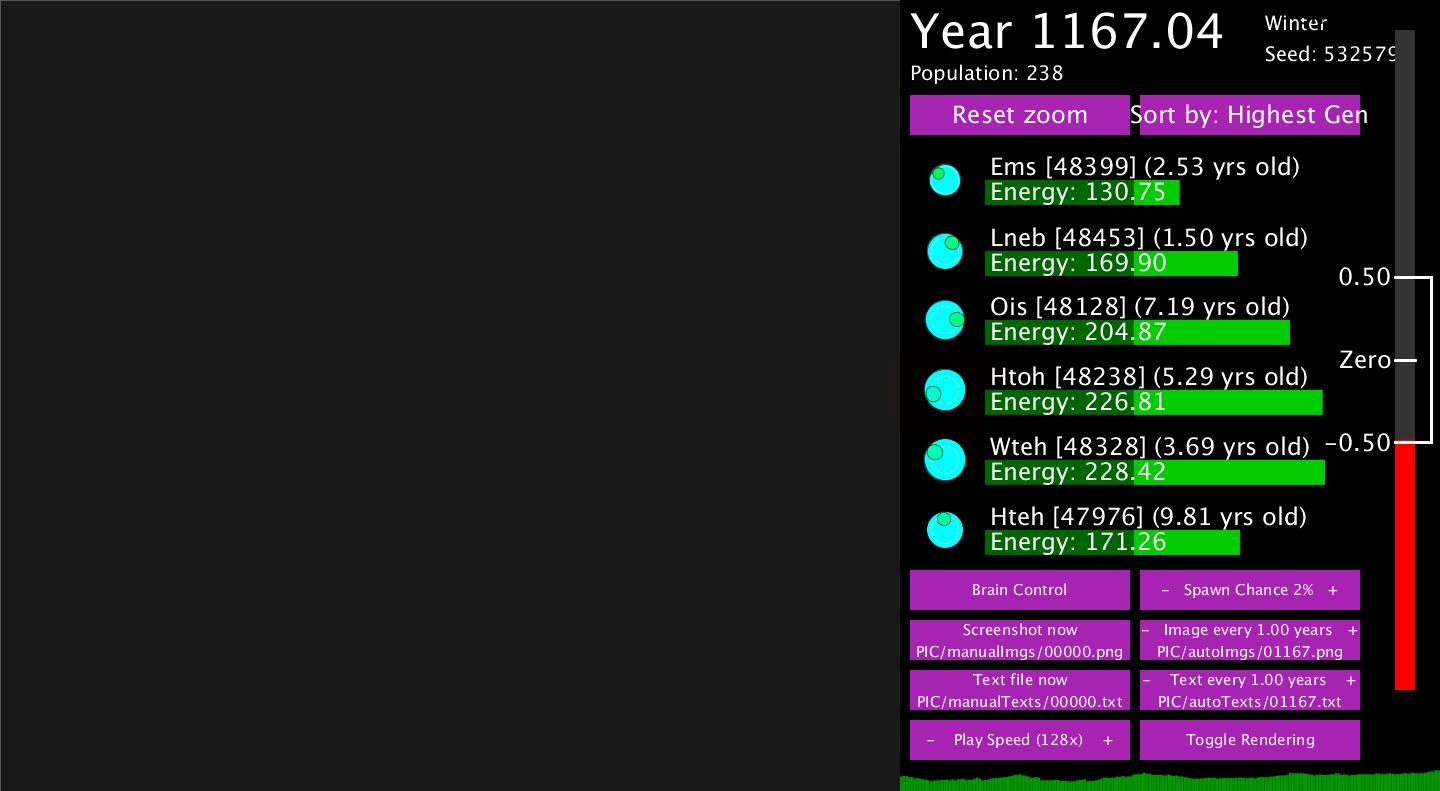 Year 1167.04
Winter
Seed: 532579
Population: 238
Reset zoom
Sort by: Highest Gen
Ems [48399] (2.53 yrs old)
Energy: 130.75
Lneb [48453] (1.50 yrs old)
Energy: 169.90
Ois [48128] (7.19 yrs old)
Energy: 204.87
Htoh [48238] (5.29 yrs old)
Energy: 226.81
Wteh [48328] (3.69 yrs old)
Energy: 228.42
Hteh [47976] (9.81 yrs old)
Energy: 171.26
0.50
Zero
-0.50
Brain Control
- Spawn Chance 2% +
Screenshot now
PIC/manualImgs/00000.png
- Image every 1.00 years +
PIC/autoImgs/01167.png
Text file now
PIC/manualTexts/00000.txt
- Text every 1.00 years +
PIC/autoTexts/01167.txt
- Play Speed (128x) +
Toggle Rendering